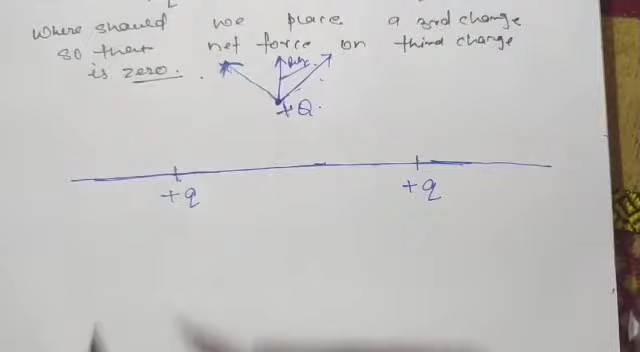 where should we place a 3rd charge
so that net force on third charge
is zero.
+Q
+q
+q